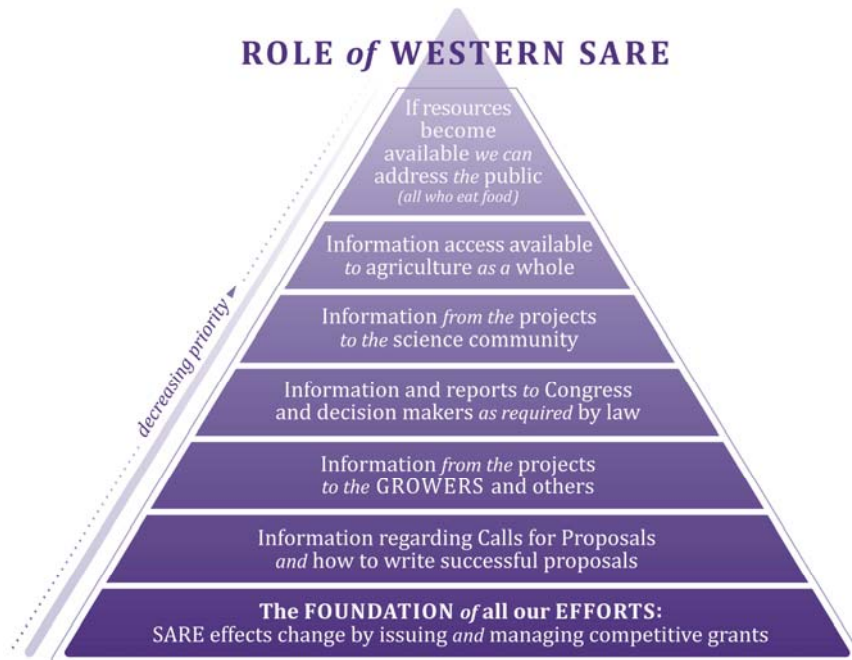 ROLE of WESTERN SARE
If resources
become
available we can
address the public
(all who eat food)
Information access available
to agriculture as a whole
Information from the projects
to the science community
decreasing priority
Information and reports to Congress
and decision makers as required by law
Information from the projects
to the GROWERS and others
Information regarding Calls for Proposals
and how to write successful proposals
The FOUNDATION of all our EFFORTS:
SARE effects change by issuing and managing competitive grants